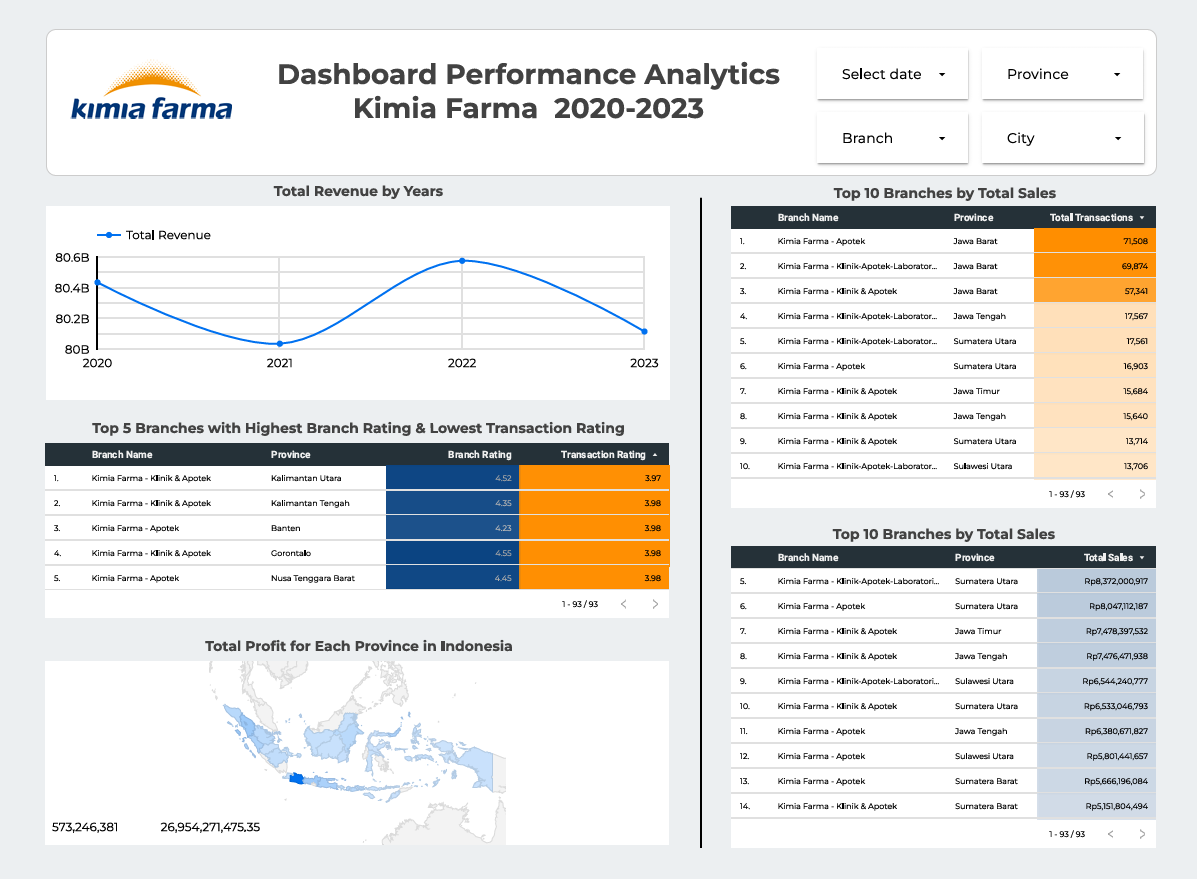 kimia farma
Dashboard Performance Analytics
Kimia Farma 2020-2023
Select date
Province
Branch
City
Total Revenue by Years
Total Revenue
80.6B
80.4B
80.2B
80B
2020 2021 2022 2023
Top 5 Branches with Highest Branch Rating & Lowest Transaction Rating
Branch Name Province Branch Rating Transaction Rating
1. Kimia Farma - Klinik & Apotek Kalimantan Utara 4.52 3.97
2. Kimia Farma - Klinik & Apotek Kalimantan Tengah 4.35 3.98
3. Kimia Farma - Apotek Banten 4.23 3.98
4. Kimia Farma - Klinik & Apotek Gorontalo 4.55 3.98
5. Kimia Farma - Apotek Nusa Tenggara Barat 4.45 3.98
1 - 93 / 93 < >
Total Profit for Each Province in Indonesia
573,246,381 26,954,271,475.35
Top 10 Branches by Total Sales
Branch Name Province Total Transactions
1. Kimia Farma - Apotek Jawa Barat 71,508
2. Kimia Farma - Klinik-Apotek-Laborator... Jawa Barat 69,874
3. Kimia Farma - Klinik & Apotek Jawa Barat 57,341
4. Kimia Farma - Klinik-Apotek-Laborator... Jawa Tengah 17,567
5. Kimia Farma - Klinik-Apotek-Laborator... Sumatera Utara 17,561
6. Kimia Farma - Apotek Sumatera Utara 16,903
7. Kimia Farma - Klinik & Apotek Jawa Timur 15,684
8. Kimia Farma - Klinik & Apotek Jawa Tengah 15,640
9. Kimia Farma - Klinik & Apotek Sumatera Utara 13,714
10. Kimia Farma - Klinik-Apotek-Laborator... Sulawesi Utara 13,706
1 - 93 / 93 < >
Top 10 Branches by Total Sales
Branch Name Province Total Sales
5. Kimia Farma - Klinik-Apotek-Laboratori... Sumatera Utara Rp8,372,000,917
6. Kimia Farma - Apotek Sumatera Utara Rp8,047,112,187
7. Kimia Farma - Klinik & Apotek Jawa Timur Rp7,478,397,532
8. Kimia Farma - Klinik & Apotek Jawa Tengah Rp7,476,471,938
9. Kimia Farma - Klinik-Apotek-Laboratori... Sulawesi Utara Rp6,544,240,777
10. Kimia Farma - Klinik & Apotek Sumatera Utara Rp6,533,046,793
11. Kimia Farma - Apotek Jawa Tengah Rp6,380,671,827
12. Kimia Farma - Apotek Sulawesi Utara Rp5,801,441,657
13. Kimia Farma - Apotek Sumatera Barat Rp5,666,196,084
14. Kimia Farma - Klinik & Apotek Sumatera Barat Rp5,151,804,494
1 - 93 / 93 < >